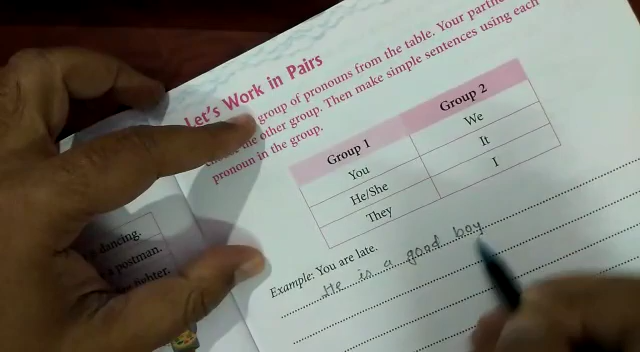 Let's Work in Pairs
group of pronouns from the table. Your
the other group. Then make simple sentences using each
pronoun in the group.
Group 1 Group 2
You We
He/She It
They I
Example: You are late.
He is a good boy
dancing.
a postman.